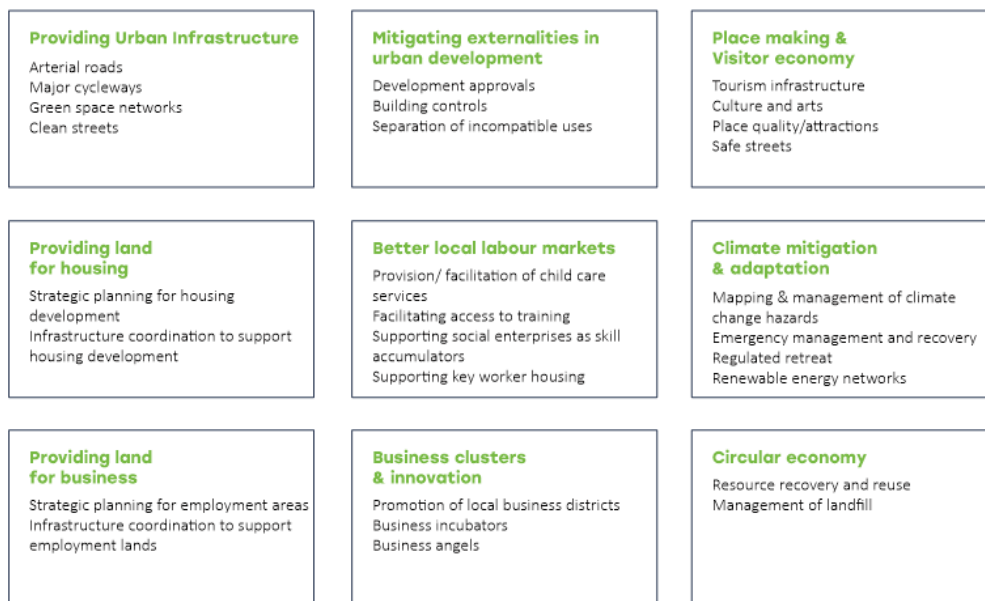 Providing Urban Infrastructure
Arterial roads
Major cycleways
Green space networks
Clean streets
Mitigating externalities in
urban development
Development approvals
Building controls
Separation of incompatible uses
Place making &
Visitor economy
Tourism infrastructure
Culture and arts
Place quality/attractions
Safe streets
Providing land
for housing
Strategic planning for housing
development
Infrastructure coordination to support
housing development
Better local labour markets
Provision/ facilitation of child care
services
Facilitating access to training
Supporting social enterprises as skill
accumulators
Supporting key worker housing
Climate mitigation
& adaptation
Mapping & management of climate
change hazards
Emergency management and recovery
Regulated retreat
Renewable energy networks
Providing land
for business
Strategic planning for employment areas
Infrastructure coordination to support
employment lands
Business clusters
& innovation
Promotion of local business districts
Business incubators
Business angels
Circular economy
Resource recovery and reuse
Management of landfill